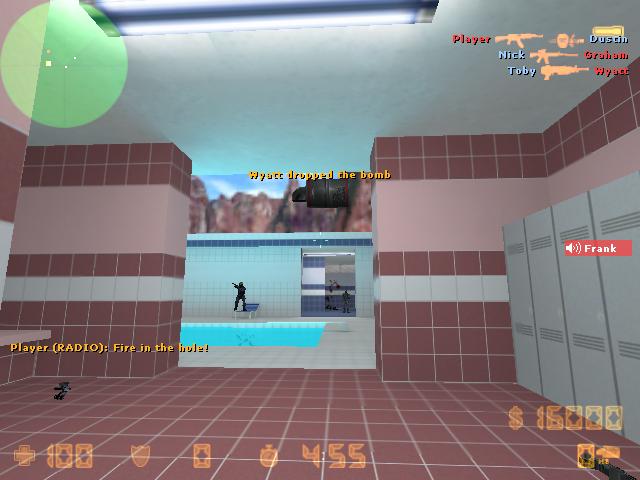 Player Dustin
Nick Graham
Toby Wyatt
Wyatt dropped the bomb
Frank
Player (RADIO): Fire in the hole!
$ 16000
100 0 4:55